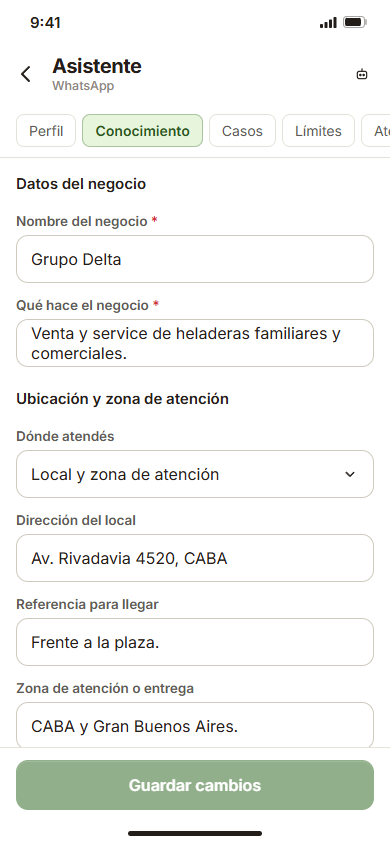 9:41
Asistente
WhatsApp
Perfil
Conocimiento
Casos
Límites
Datos del negocio
Nombre del negocio *
Grupo Delta
Qué hace el negocio *
Venta y service de heladeras familiares y
comerciales.
Ubicación y zona de atención
Dónde atendés
Local y zona de atención
Dirección del local
Av. Rivadavia 4520, CABA
Referencia para llegar
Frente a la plaza.
Zona de atención o entrega
CABA y Gran Buenos Aires.
Guardar cambios